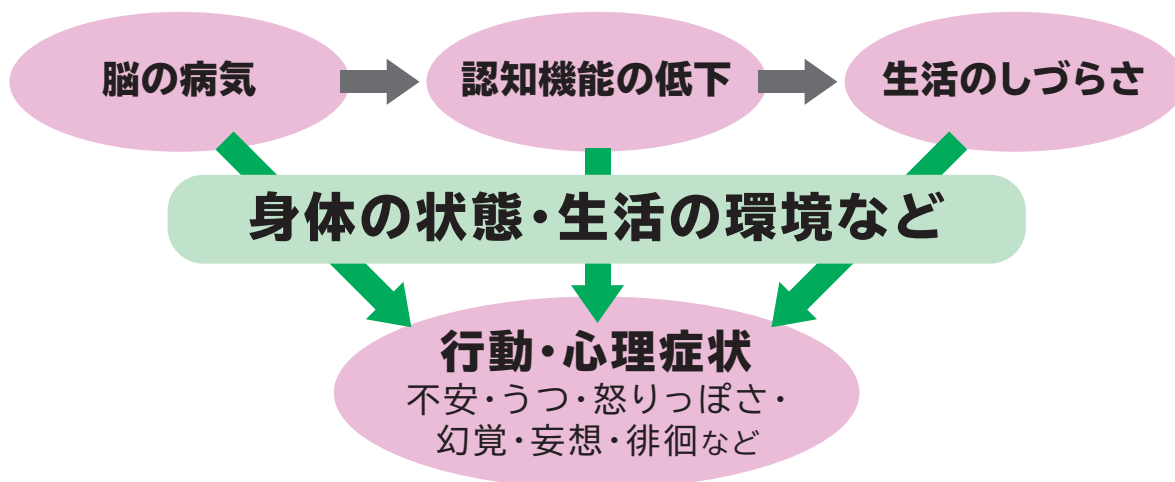 脳の病気
認知機能の低下
生活のしづらさ
身体の状態・生活の環境など
行動・心理症状
不安・うつ・怒りっぽさ・
幻覚・妄想・徘徊など